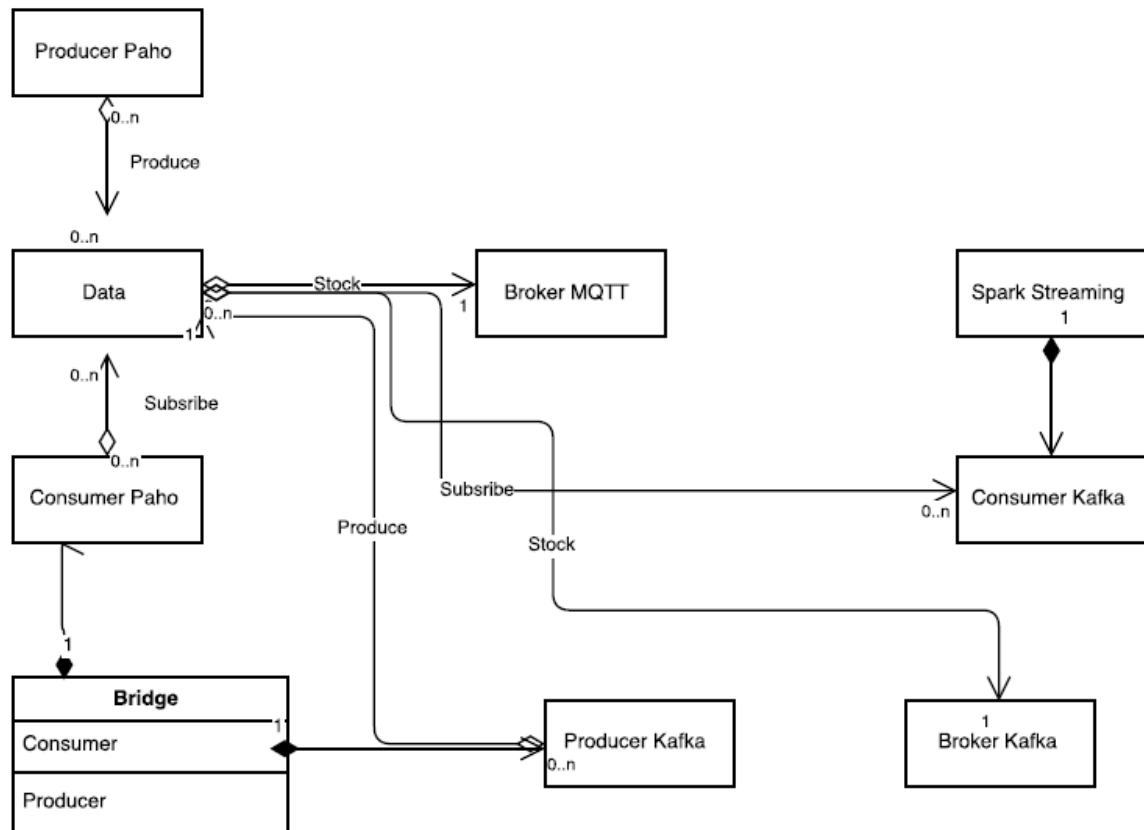 Producer Paho
0..n
Produce
0..n
Data
Stock
Broker MQTT
Spark Streaming
1
0..n
1
1
0..n
Subsribe
0..n
Consumer Paho
Subsribe
Consumer Kafka
0..n
Produce
Stock
1
Bridge
1
Consumer
Producer Kafka
1
Broker Kafka
0..n
Producer